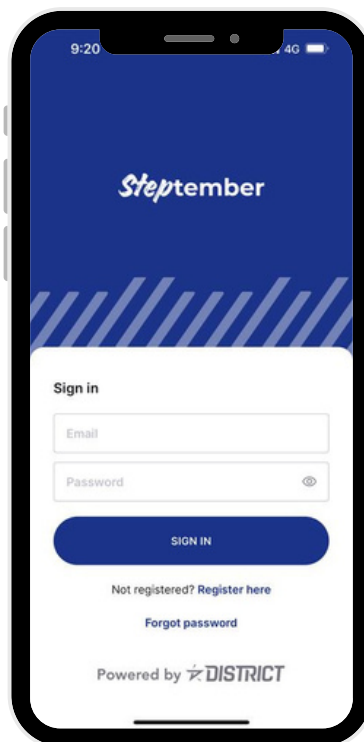 9:20 4G
Steptember
Sign in
Email
Password
SIGN IN
Not registered? Register here
Forgot password
Powered by DISTRICT